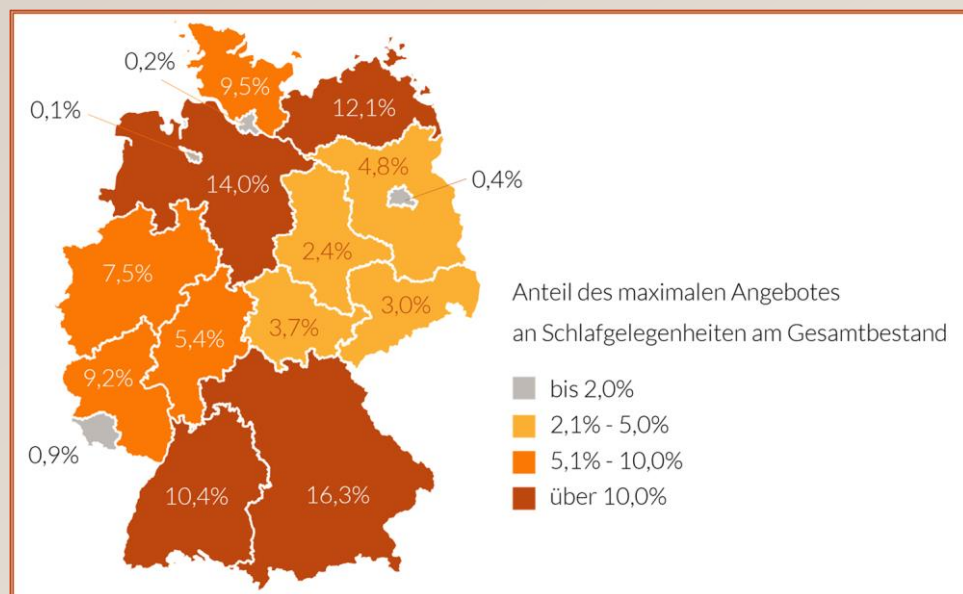 0,2%
9,5%
12,1%
0,1%
4,8%
0,4%
14,0%
2,4%
7,5%
3,0%
3,7%
5,4%
9,2%
0,9%
10,4%
16,3%
Anteil des maximalen Angebotes
an Schlafgelegenheiten am Gesamtbestand
bis 2,0%
2,1% - 5,0%
5,1% - 10,0%
über 10,0%